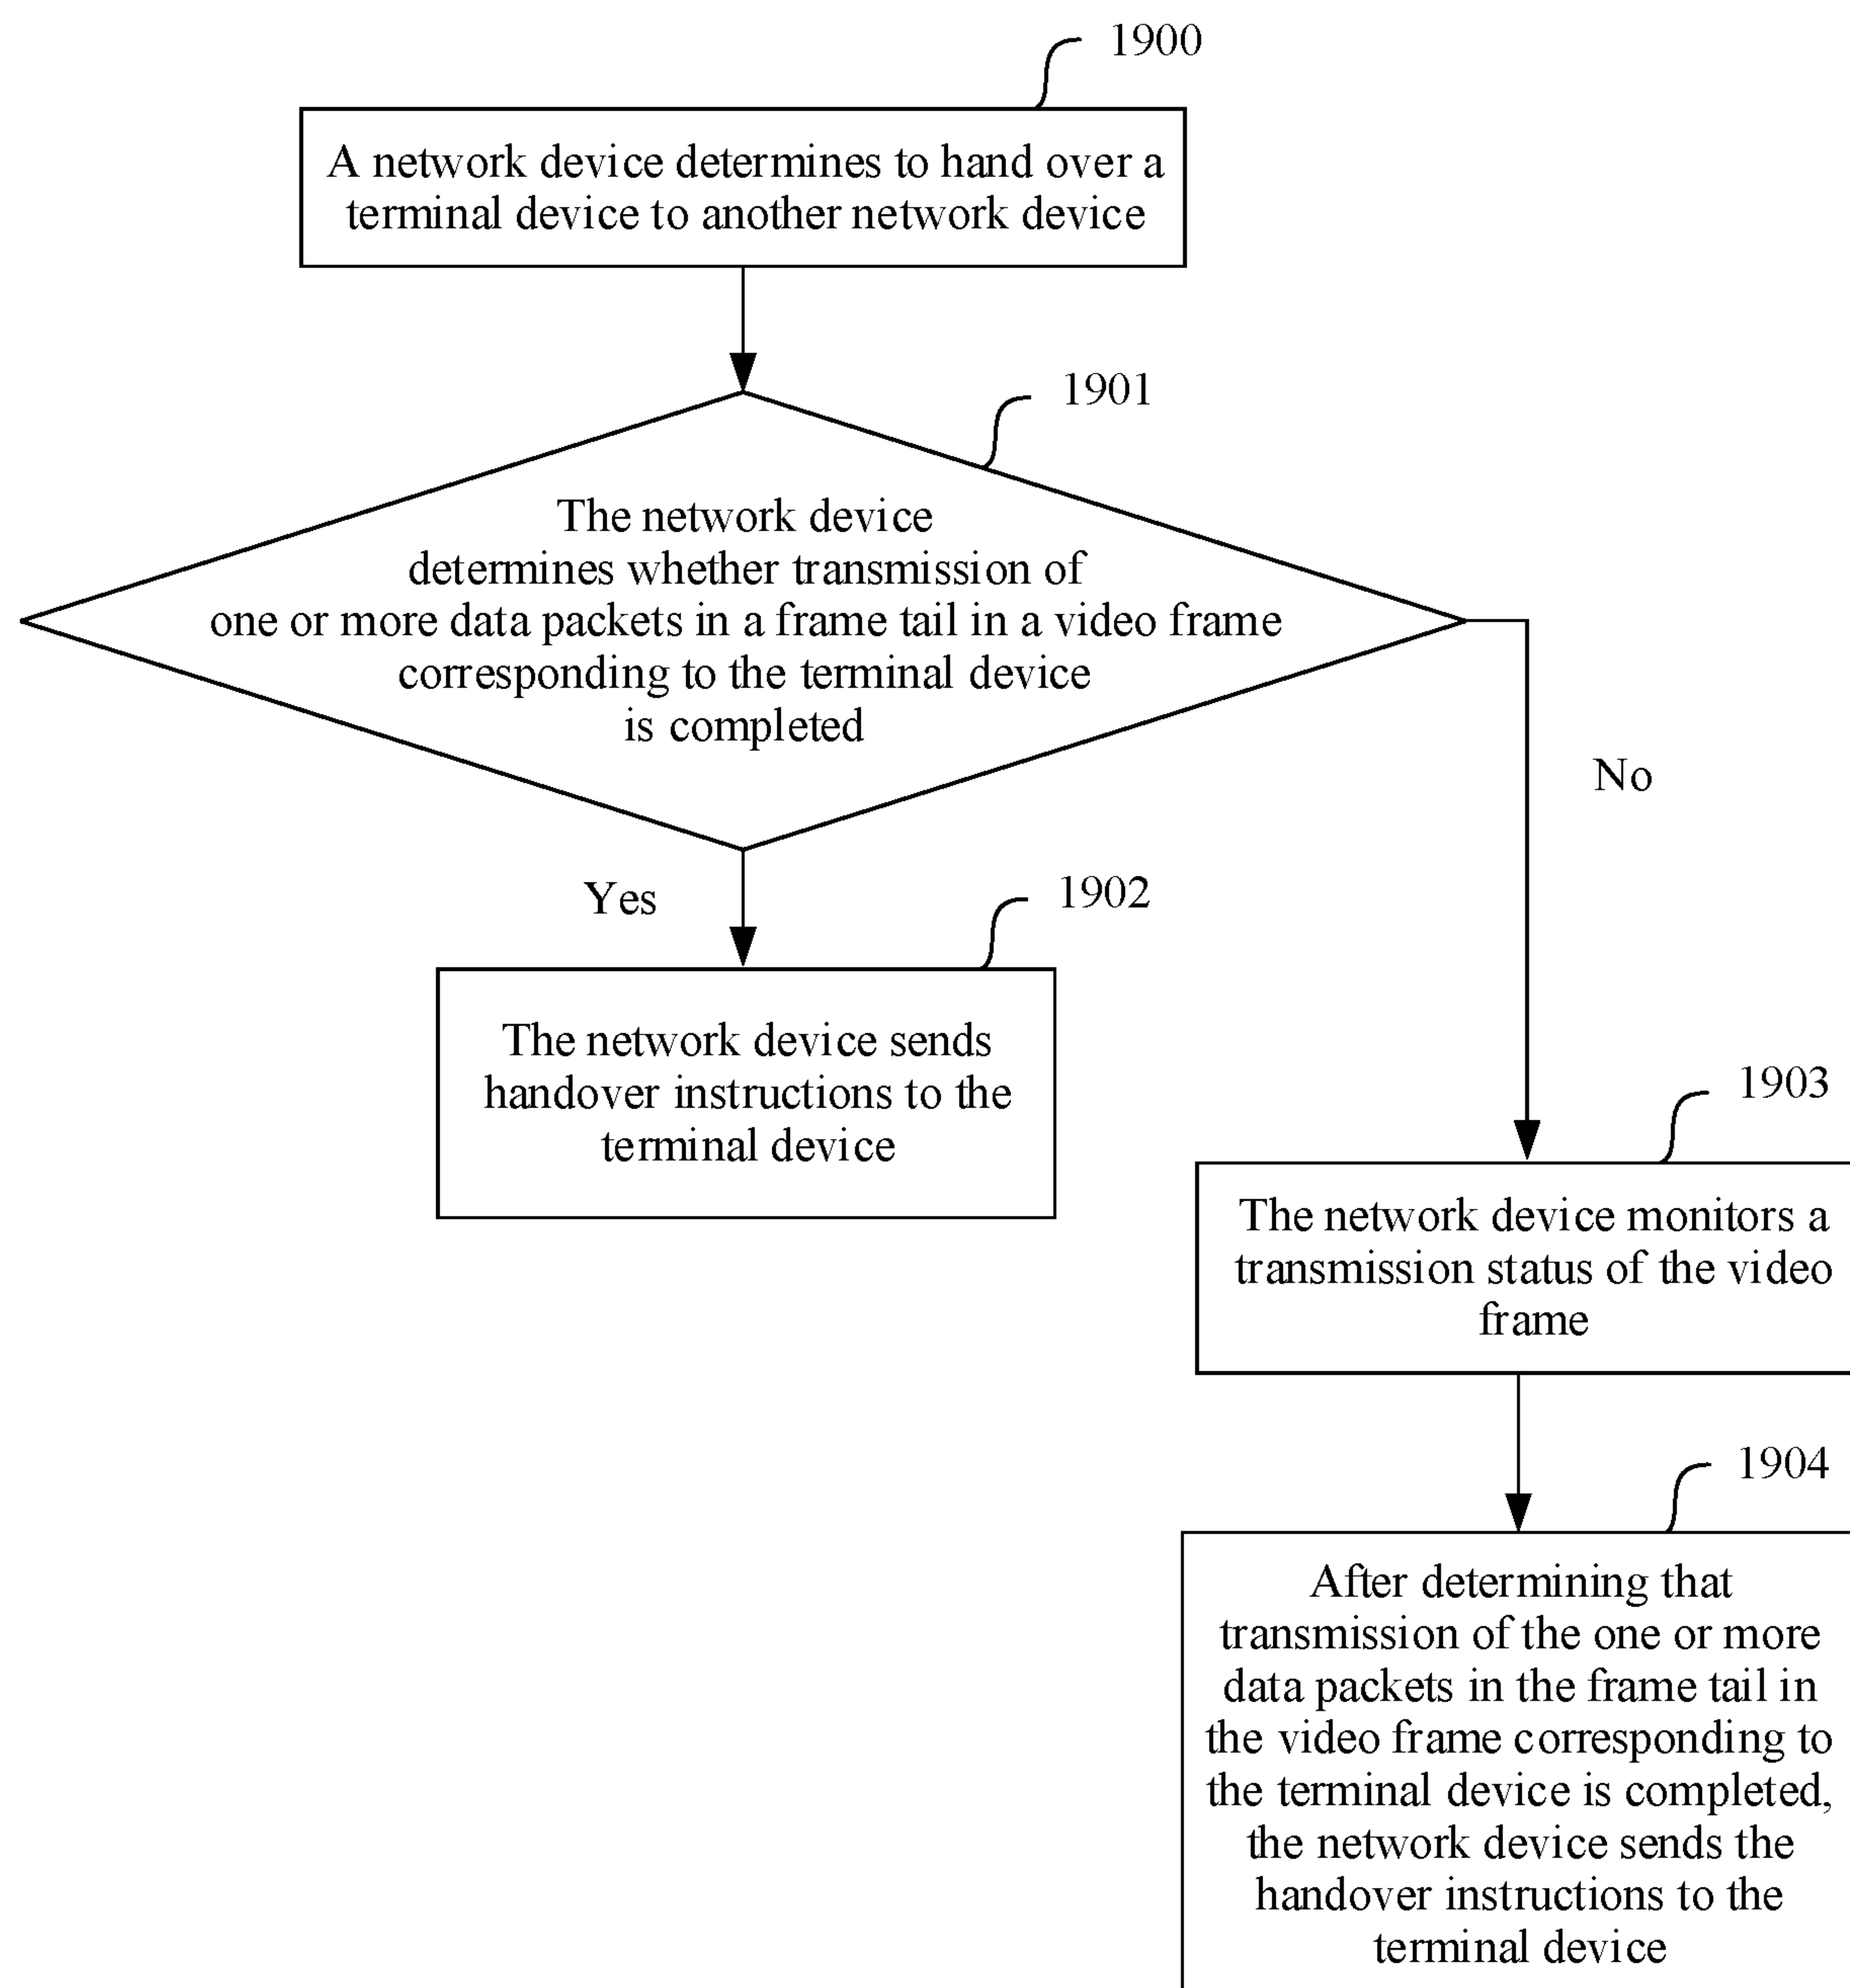 1900
A network device determines to hand over a
terminal device to another network device
1901
The network device
determines whether transmission of
one or more data packets in a frame tail in a video frame
corresponding to the terminal device
is completed
No
Yes
1902
The network device sends
handover instructions to the
terminal device
1903
The network device monitors a
transmission status of the video
frame
1904
After determining that
transmission of the one or more
data packets in the frame tail in
the video frame corresponding to
the terminal device is completed,
the network device sends the
handover instructions to the
terminal device